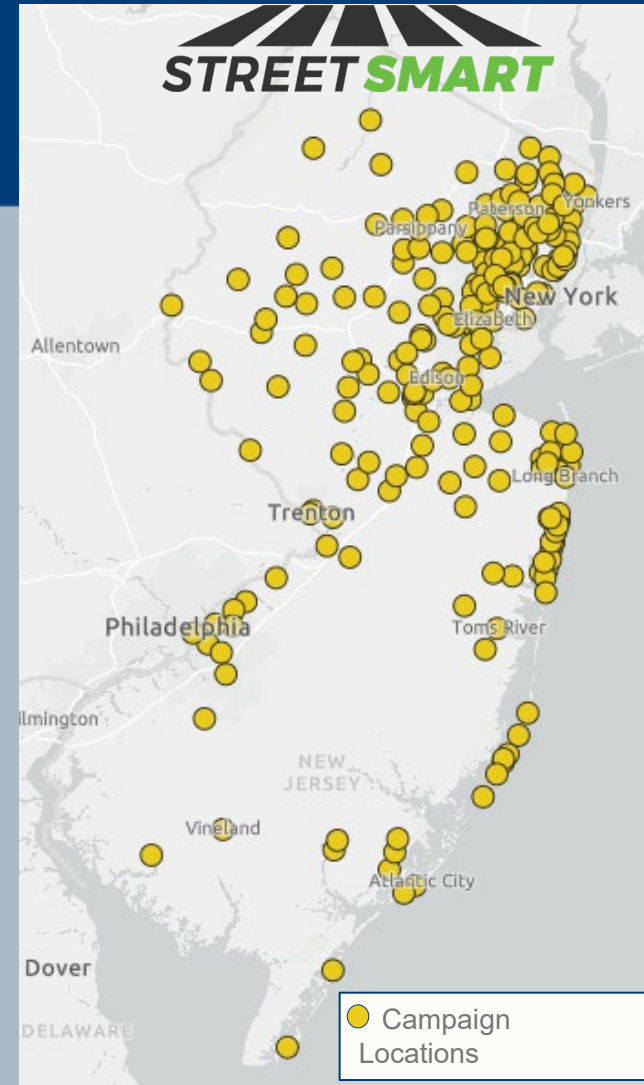 STREET SMART
Paterson
Yonkers
Parsippany
New York
Elizabeth
Allentown
Edison
Long Branch
Trenton
Philadelphia
Toms River
ilmington
NEW
JERSEY
Vineland
Atlantic City
Dover
DELAWARE
Campaign
Locations